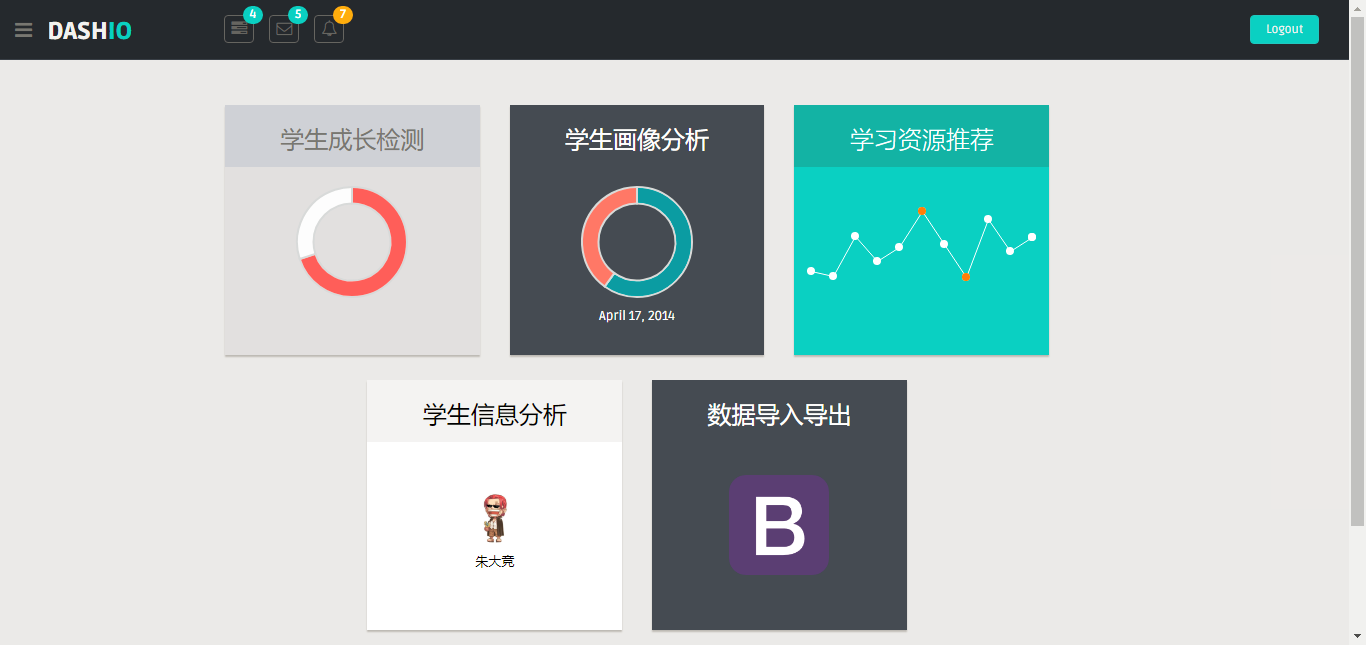 DASHIO
4
5
7
Logout
学生成长检测
学生画像分析
学习资源推荐
April 17, 2014
学生信息分析
数据导入导出
朱大竞
B